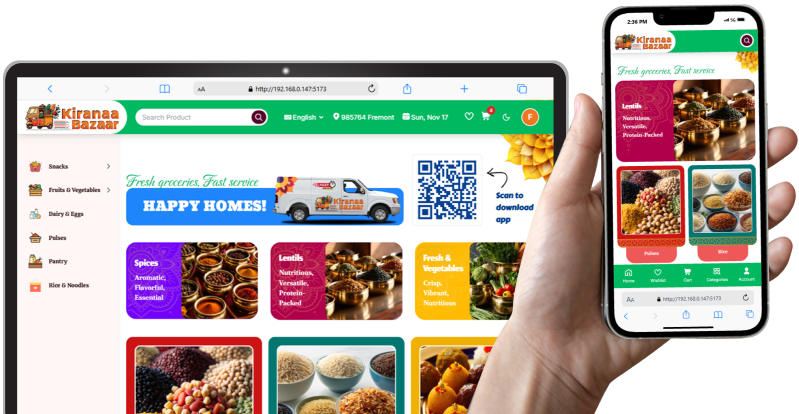 http://192.168.0.147:5173
Kiranaa
Bazaar
Search Product
English
985764 Fremont
Sun, Nov 17
4
F
Snacks
Fruits & Vegetables
Dairy & Eggs
Pulses
Pantry
Rice & Noodles
Fresh groceries, Fast service
HAPPY HOMES!
Kiranaa
Bazaar
Scan to
download
app
Spices
Aromatic,
Flavorful,
Essential
Lentils
Nutritious,
Versatile,
Protein-
Packed
Fresh &
Vegetables
Crisp,
Vibrant,
Nutritious
2:36 PM
5G
Kiranaa
Bazaar
Fresh groceries, Fast service
Lentils
Nutritious,
Versatile,
Protein-Packed
Pulses
Rice
Home
Wishlist
Cart
Categories
Account
AA
http://192.168.0.147:5173